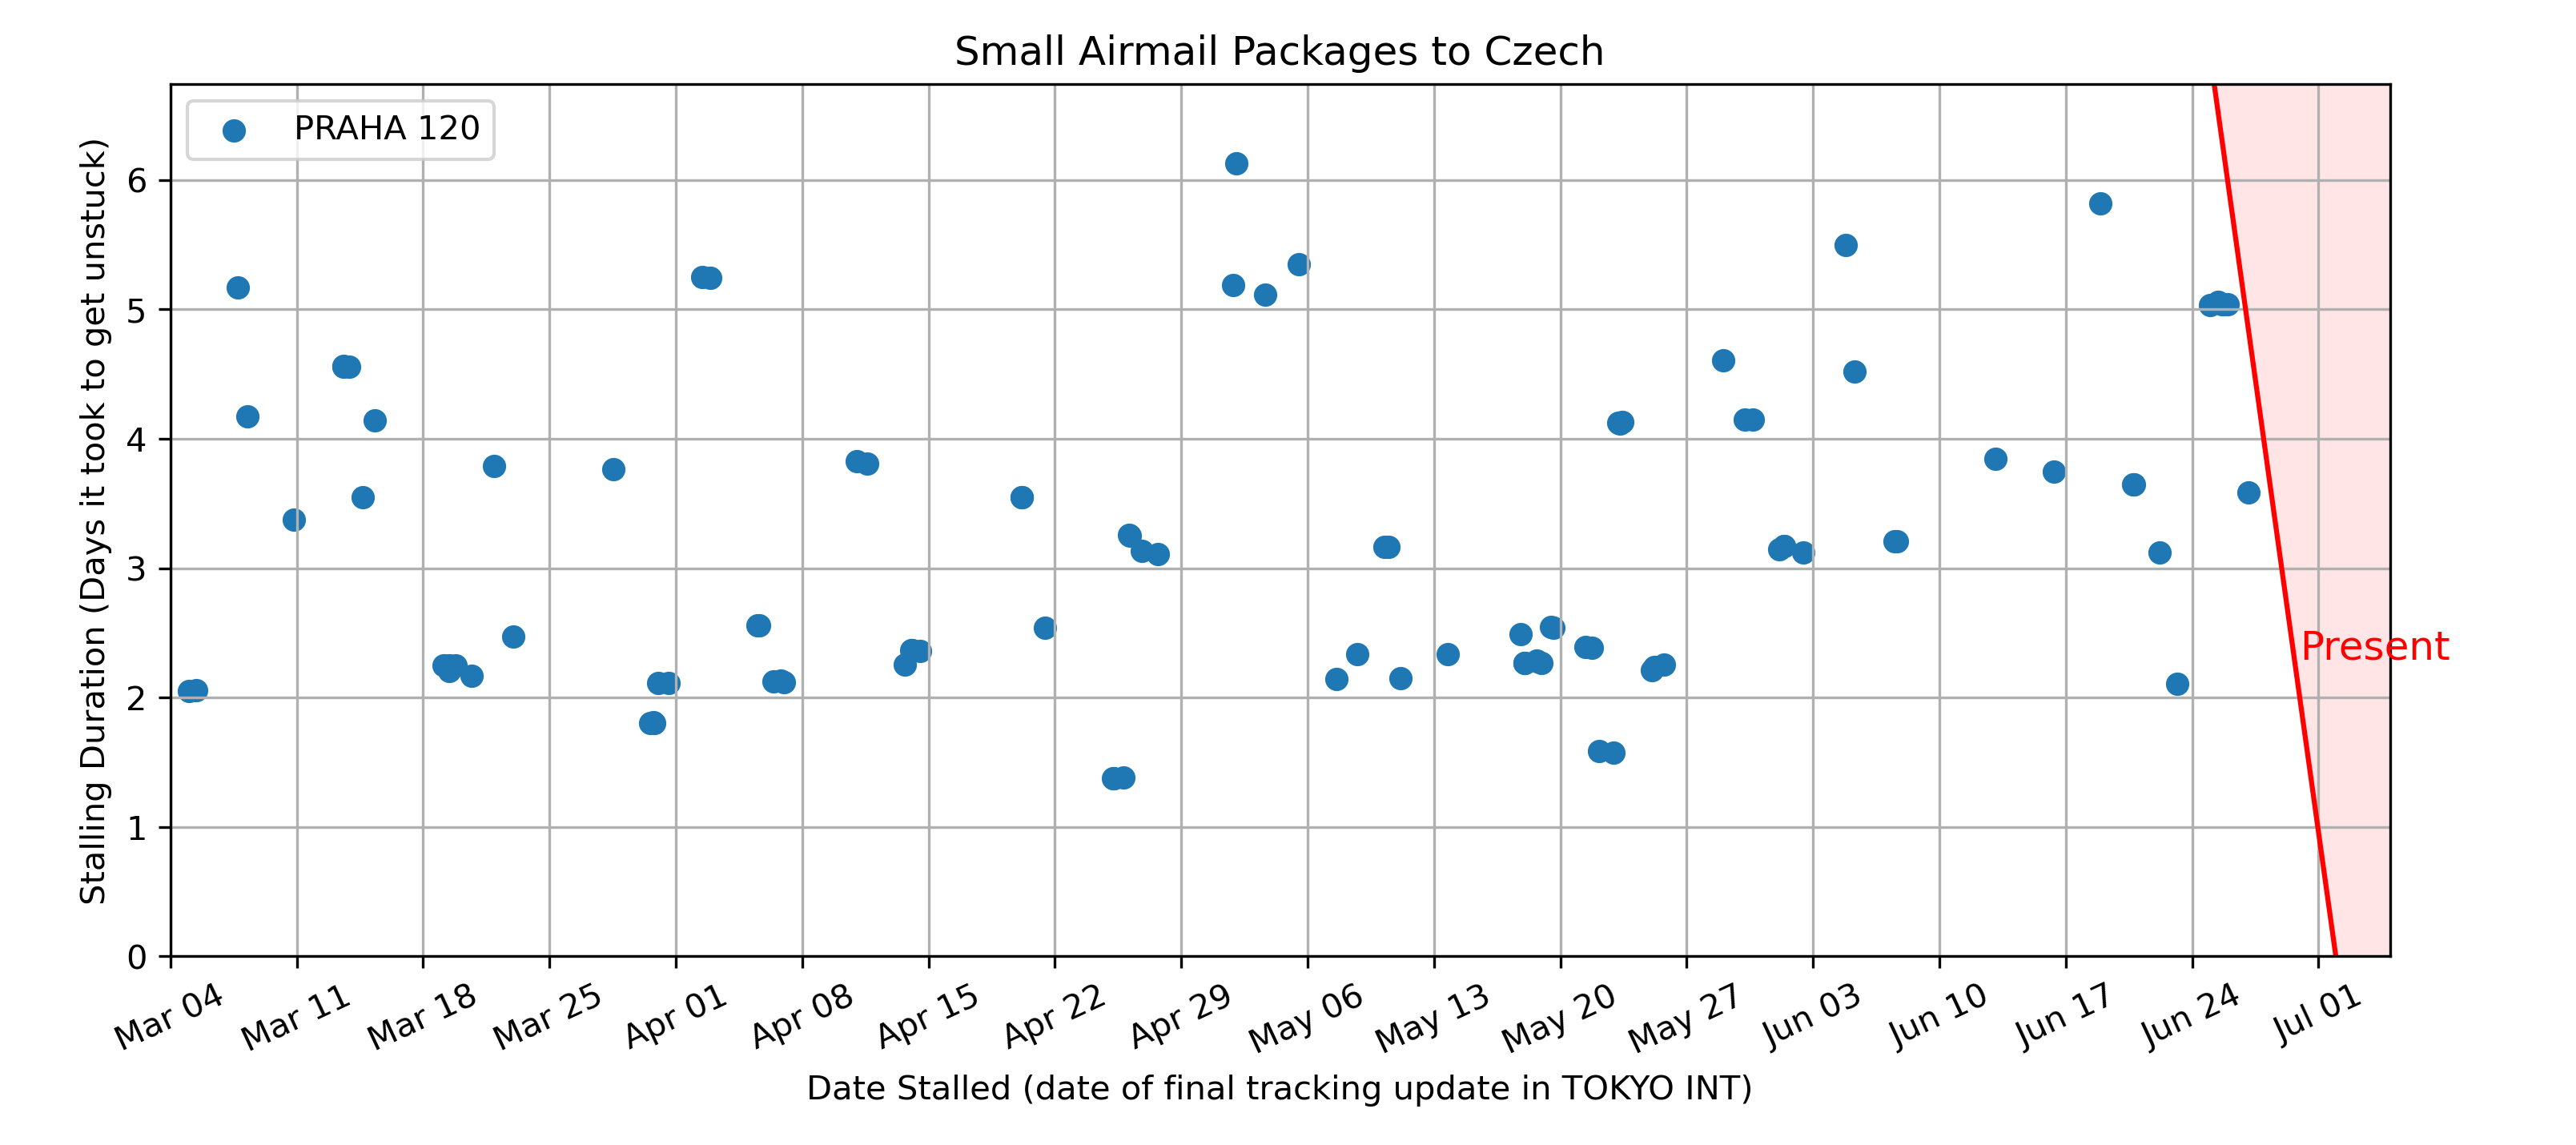 Small Airmail Packages to Czech
PRAHA 120
Stalling Duration (Days it took to get unstuck)
6
5
4
3
2
1
0
Present
Mar 04
Mar 11
Mar 18
Mar 25
Apr 01
Apr 08
Apr 15
Apr 22
Apr 29
May 06
May 13
May 20
May 27
Jun 03
Jun 10
Jun 17
Jun 24
Jul 01
Date Stalled (date of final tracking update in TOKYO INT)